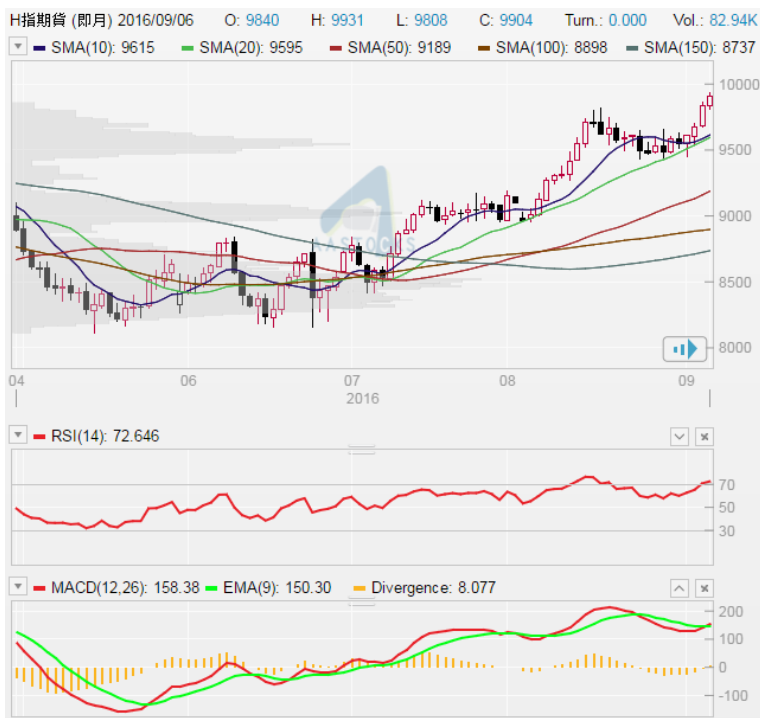 H指期貨 (即月) 2016/09/06 O: 9840 H: 9931 L: 9808 C: 9904 Turn.: 0.000 Vol.: 82.94K
SMA(10): 9615 SMA(20): 9595 SMA(50): 9189 SMA(100): 8898 SMA(150): 8737
10000
9500
9000
AASTOCKS
8500
8000
04 06 07 08 09
2016
RSI(14): 72.646
70
50
30
MACD(12,26): 158.38 EMA(9): 150.30 Divergence: 8.077
200
100
0
-100